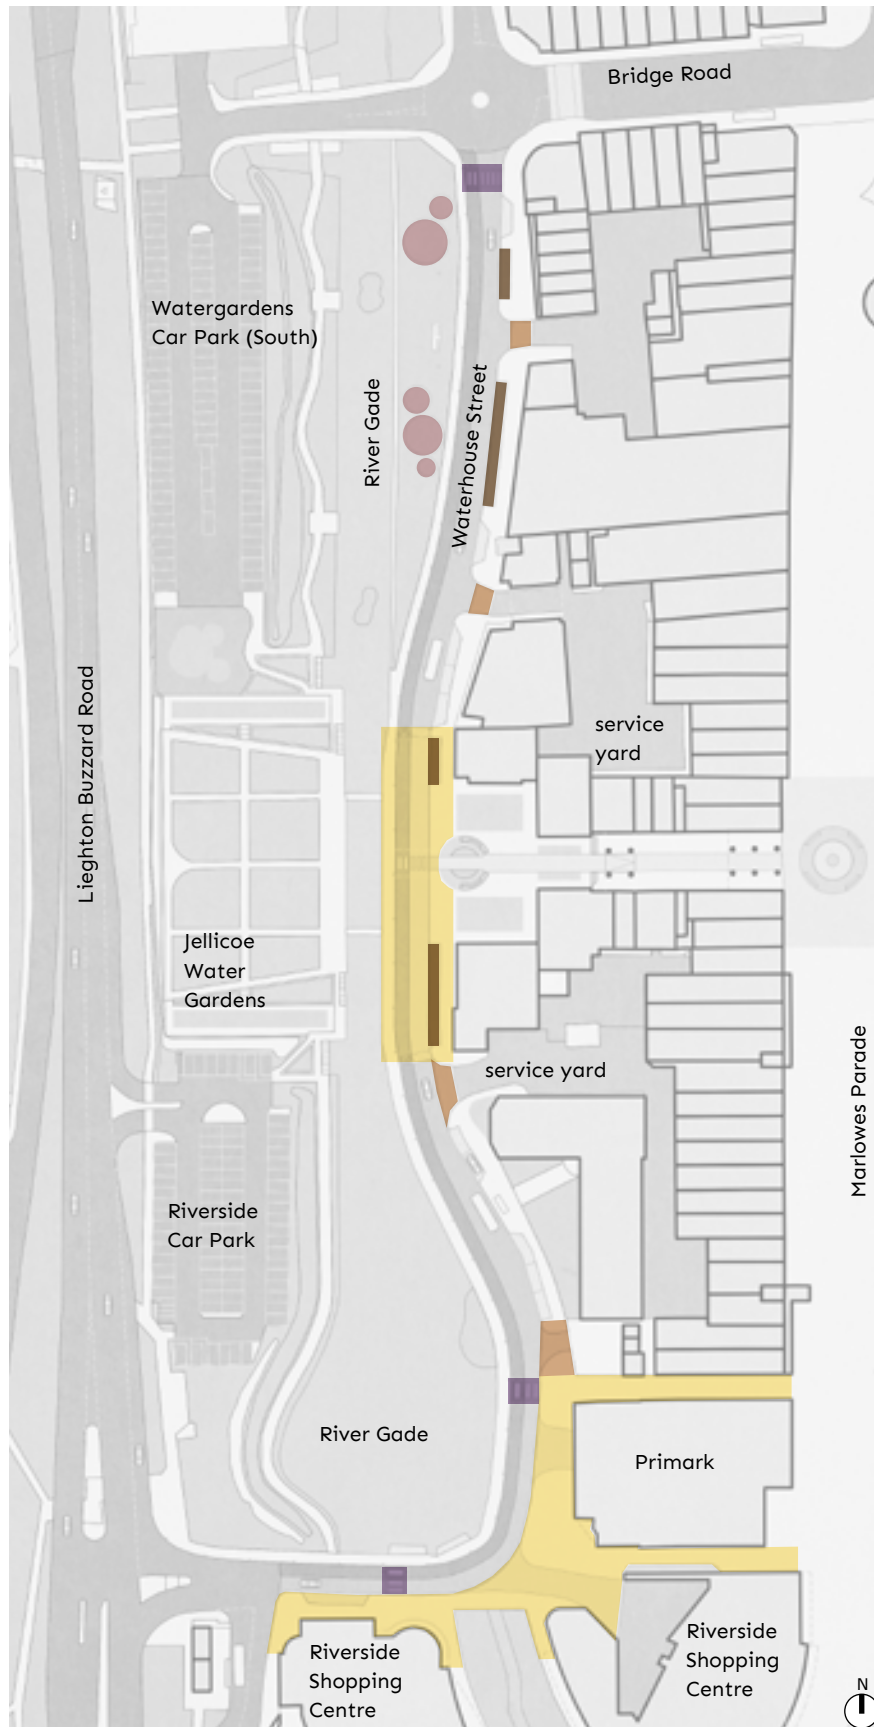 Bridge Road
Watergardens
Car Park (South)
River Gade
Waterhouse Street
Lieghton Buzzard Road
service
yard
Jellicoe
Water
Gardens
service yard
Marlowes Parade
Riverside
Car Park
River Gade
Primark
Riverside
Shopping
Centre
Riverside
Shopping
Centre
N